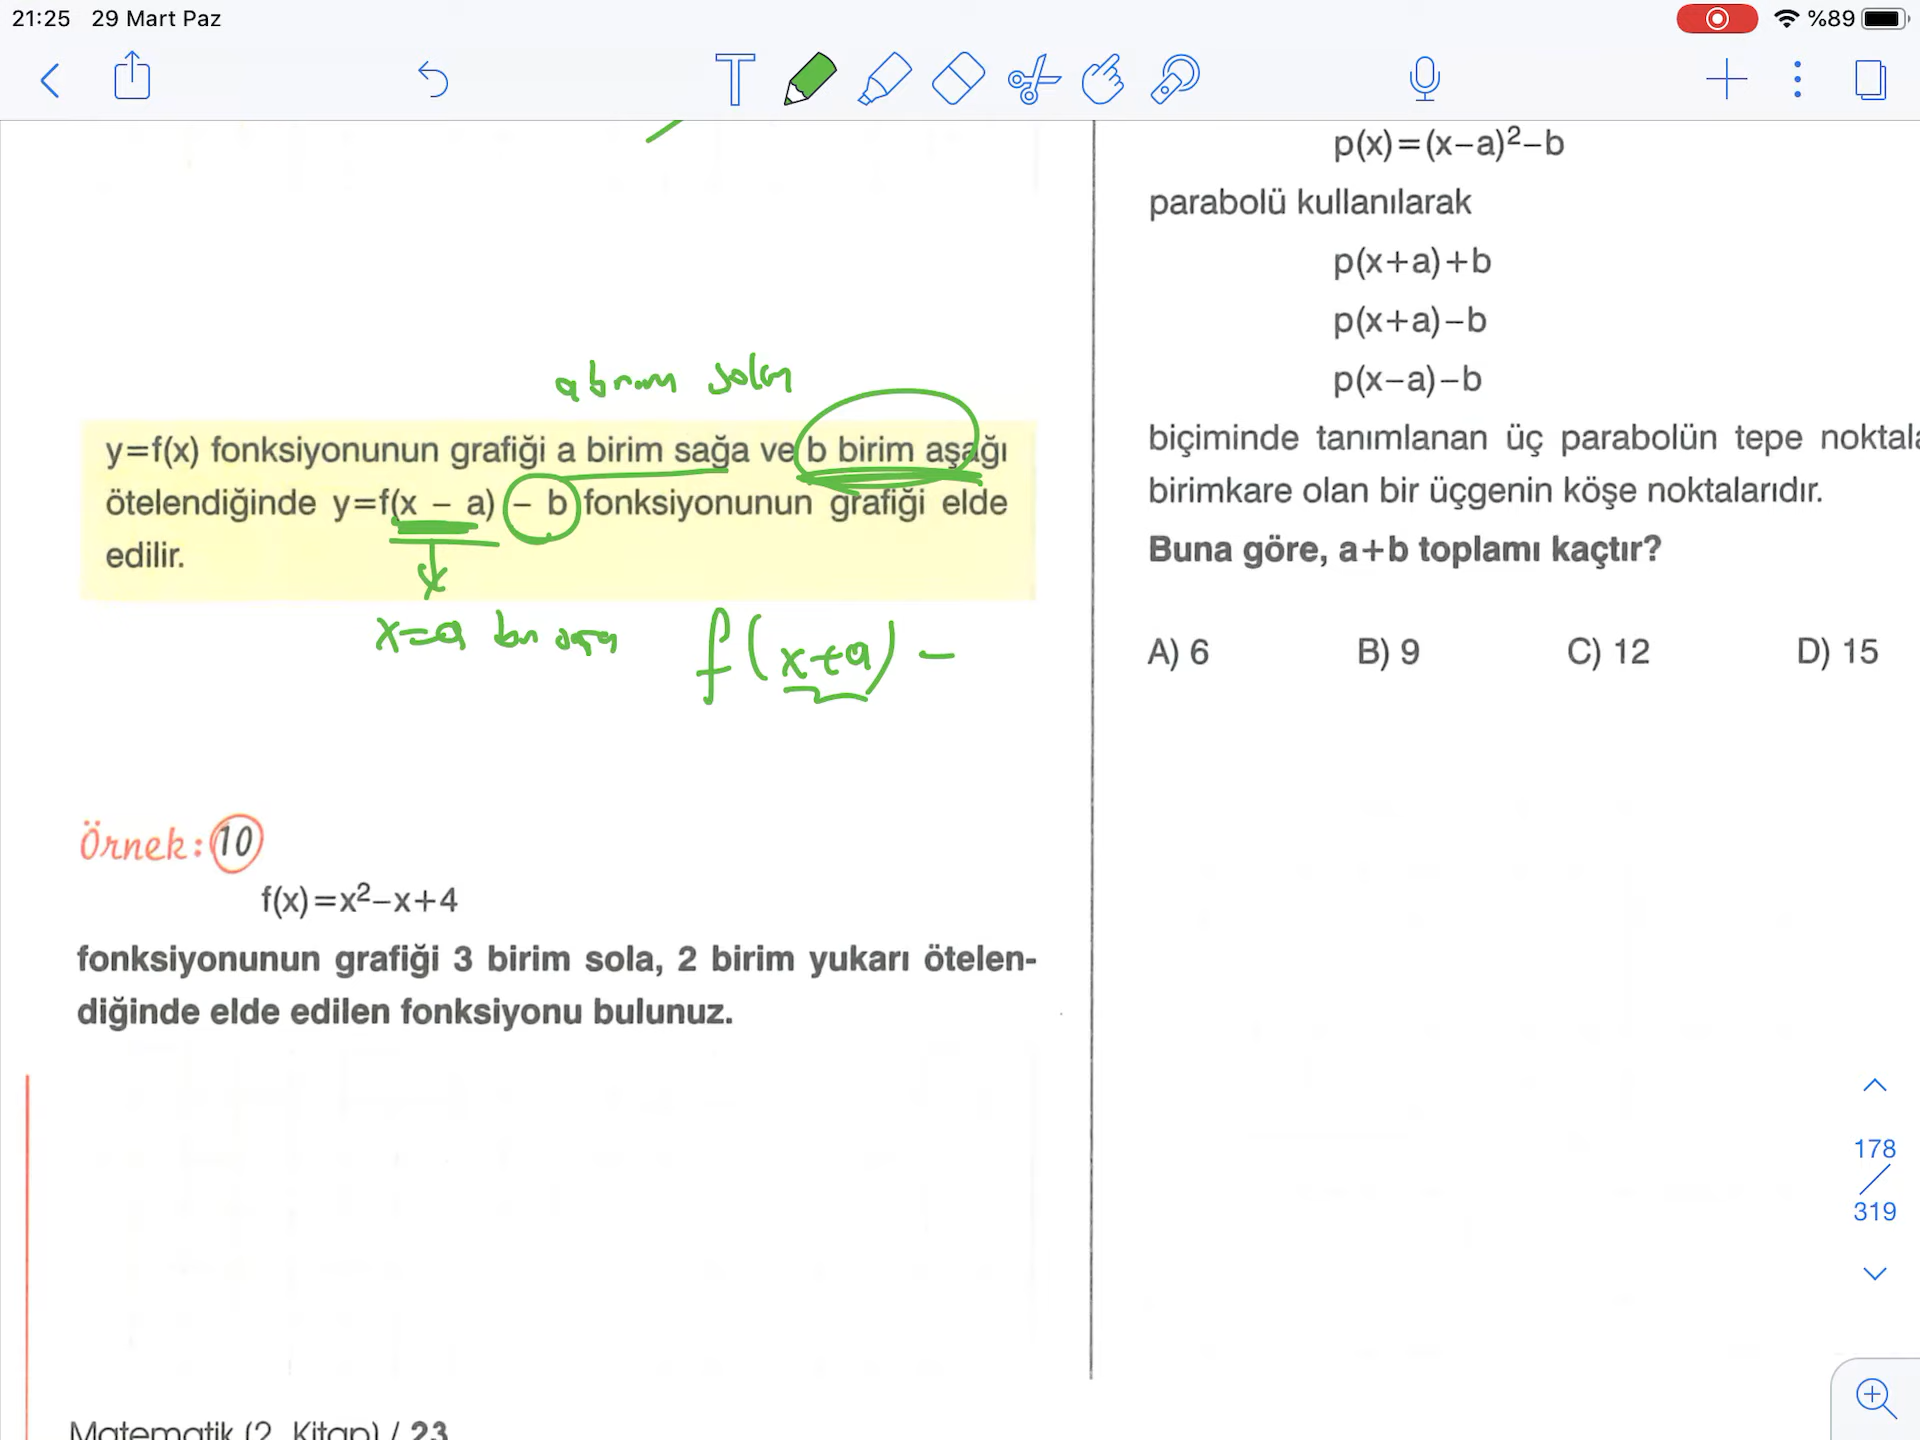 21:25 29 Mart Paz
%89
a birim sola
y=f(x) fonksiyonunun grafiği a birim sağa ve b birim aşağı
ötelendiğinde y=f(x – a) – b fonksiyonunun grafiği elde
edilir.
x=a
f(x+a) –
Örnek: 10
f(x)=x²–x+4
fonksiyonunun grafiği 3 birim sola, 2 birim yukarı ötelen-
diğinde elde edilen fonksiyonu bulunuz.
Matematik (2. Kitap) / 23
p(x)=(x–a)²–b
parabolü kullanılarak
p(x+a)+b
p(x+a)–b
p(x–a)–b
biçiminde tanımlanan üç parabolün tepe
birimkare olan bir üçgenin köşe noktalarıdır.
Buna göre, a+b toplamı kaçtır?
A) 6 B) 9 C) 12 D) 15
178
319